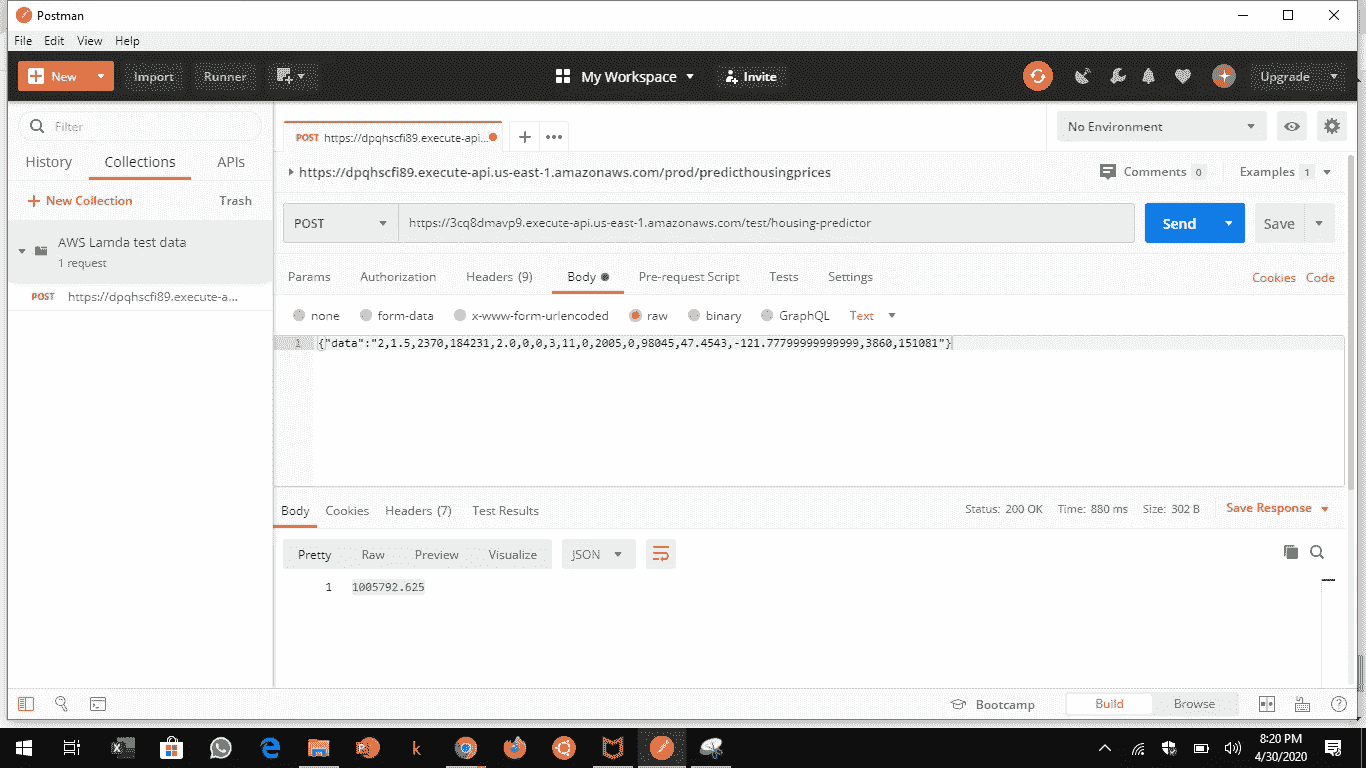 Postman
File Edit View Help
New Import Runner My Workspace Invite Upgrade
Filter
History Collections APIs
+ New Collection Trash
AWS Lamda test data
1 request
POST https://dpqhscfi89.execute-a...
POST https://dpqhscfi89.execute-api... + •••
No Environment
https://dpqhscfi89.execute-api.us-east-1.amazonaws.com/prod/predicthousingprices
Comments 0 Examples 1
POST https://3cq8dmavp9.execute-api.us-east-1.amazonaws.com/test/housing-predictor Send Save
Params Authorization Headers (9) Body Pre-request Script Tests Settings Cookies Code
none form-data x-www-form-urlencoded raw binary GraphQL Text
1 {"data":"2,1.5,2370,184231,2.0,0,0,3,11,0,2005,0,98045,47.4543,-121.77799999999999,3860,151081"}
Body Cookies Headers (7) Test Results Status: 200 OK Time: 880 ms Size: 302 B Save Response
Pretty Raw Preview Visualize JSON
1 1005792.625
Bootcamp Build Browse
8:20 PM
4/30/2020